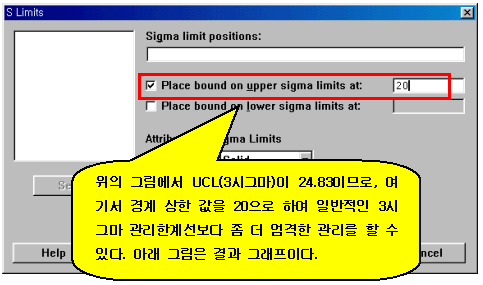 S Limits
Sigma limit positions:
Place bound on upper sigma limits at: 20
Place bound on lower sigma limits at:
Attrib gma Limits
Solid
Se
위의 그림에서 UCL(3시그마)이 24.830이므로, 여
기서 경계 상한 값을 20으로 하여 일반적인 3시
그마 관리한계선보다 좀 더 엄격한 관리를 할 수
있다. 아래 그림은 결과 그래프이다.
Help ncel